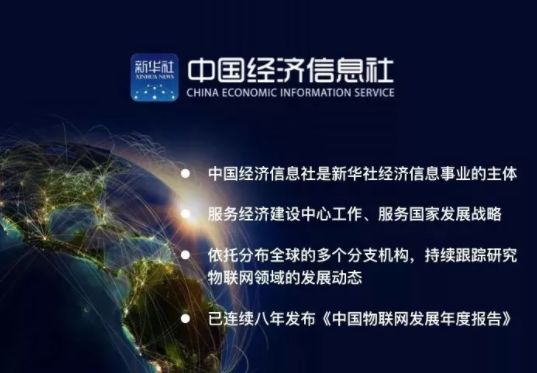 新华社
XINHUA NEWS
中国经济信息社
CHINA ECONOMIC INFORMATION SERVICE
中国经济信息社是新华社经济信息事业的主体
服务经济建设中心工作、服务国家发展战略
依托分布全球的多个分支机构，持续跟踪研究
物联网领域的发展动态
已连续八年发布《中国物联网发展年度报告》